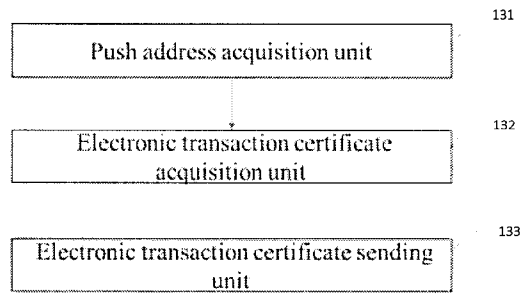 131
Push address acquisition unit
132
Electronic transaction certificate
acquisition unit
133
Electronic transaction certificate sending
unit